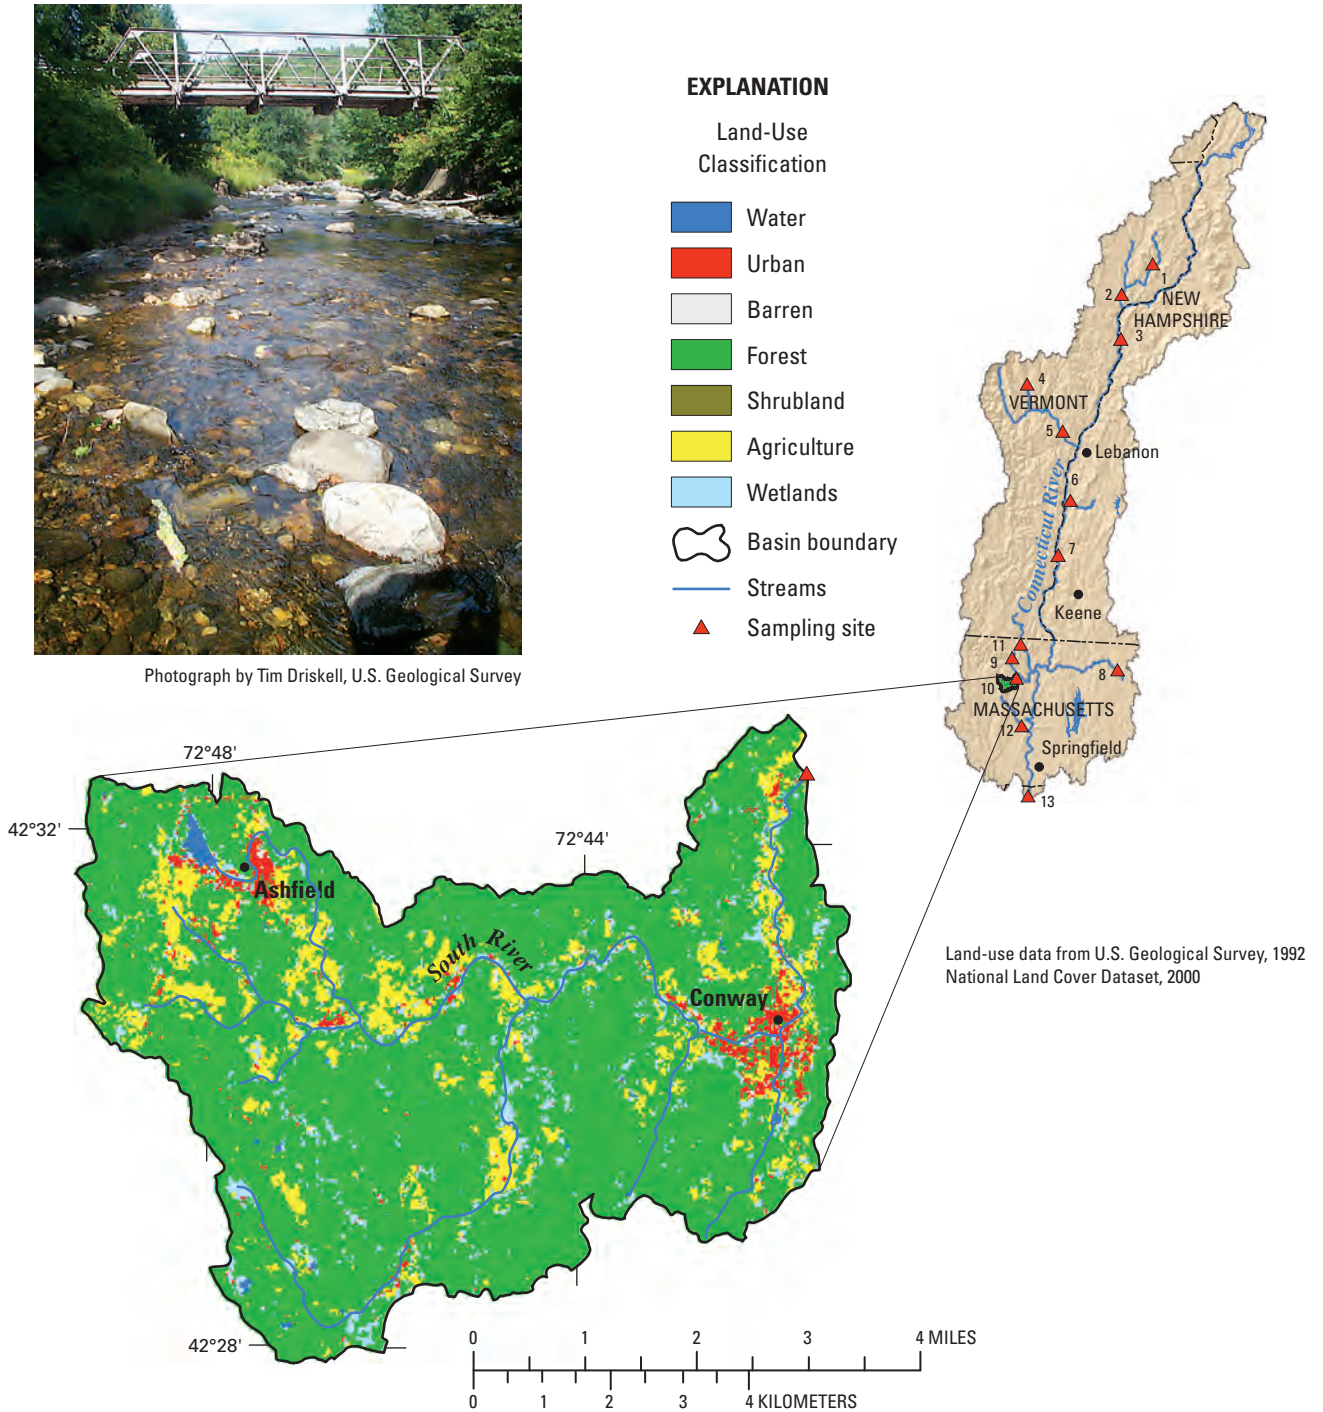 Photograph by Tim Driskell, U.S. Geological Survey
EXPLANATION
Land-Use
Classification
Water
Urban
Barren
Forest
Shrubland
Agriculture
Wetlands
Basin boundary
Streams
Sampling site
1
2
NEW
HAMPSHIRE
3
4
VERMONT
5
Lebanon
6
Connecticut River
7
Keene
11
9
8
10
MASSACHUSETTS
12
Springfield
13
72°48'
42°32'
72°44'
Ashfield
South River
Conway
42°28'
Land-use data from U.S. Geological Survey, 1992
National Land Cover Dataset, 2000
0 1 2 3 4 MILES
0 1 2 3 4 KILOMETERS